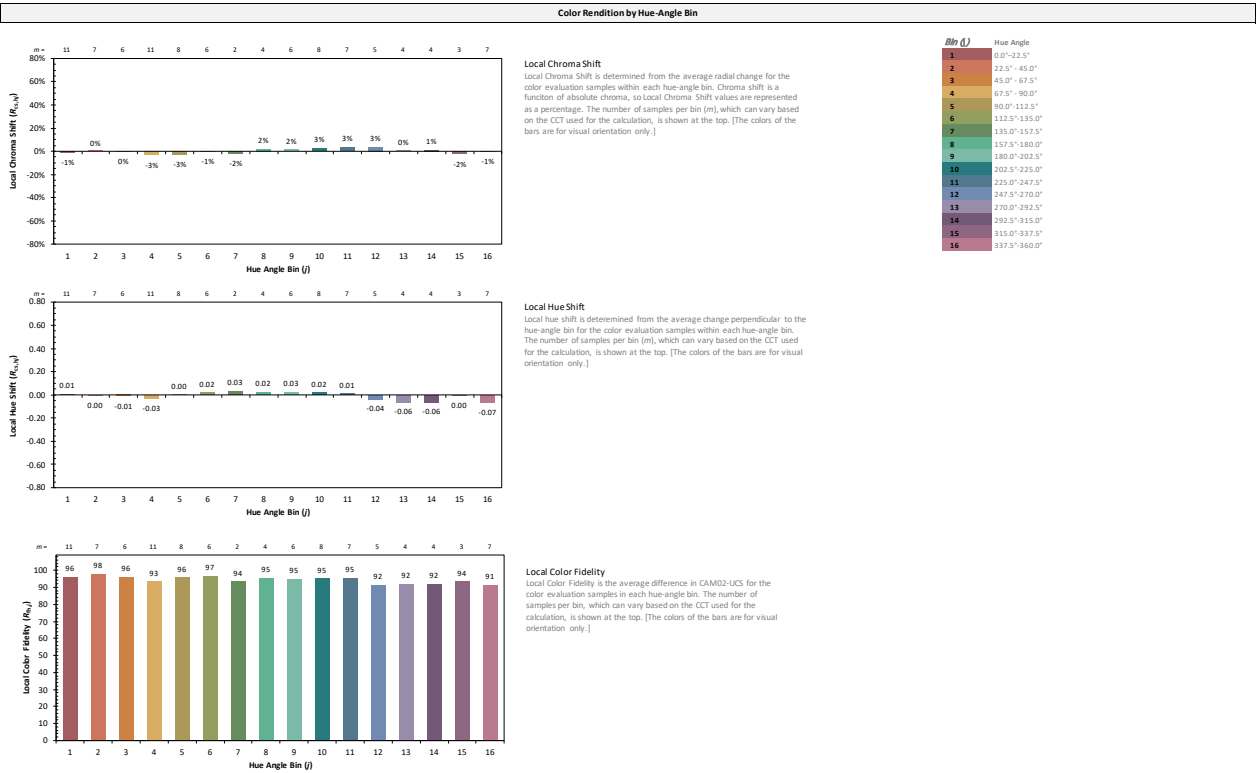 Color Rendition by Hue-Angle Bin
m = 11 7 6 11 8 6 2 4 4 4 4 5 4 4 3 7
80%
60%
40%
20%
0%
-20%
-40%
-60%
-80%
Local Chroma Shift (Rcs,hj)
-1% 0% 0% -3% -3% -1% -2% 2% 2% 3% 3% 3% 0% 1% -2% -1%
1 2 3 4 5 6 7 8 9 10 11 12 13 14 15 16
Hue Angle Bin (j)
Local Chroma Shift
Local Chroma Shift is determined from the average radial change for the
color evaluation samples within each hue-angle bin. Chroma shift is a
funciton of absolute chroma, so Local Chroma Shift values are represented
as a percentage. The number of samples per bin (m), which can vary based
on the CCT used for the calculation, is shown at the top. [The colors of the
bars are for visual orientation only.]
Bin (j) Hue Angle
1 0.0°–22.5°
2 22.5° - 45.0°
3 45.0° - 67.5°
4 67.5° - 90.0°
5 90.0°-112.5°
6 112.5°-135.0°
7 135.0°-157.5°
8 157.5°-180.0°
9 180.0°-202.5°
10 202.5°-225.0°
11 225.0°-247.5°
12 247.5°-270.0°
13 270.0°-292.5°
14 292.5°-315.0°
15 315.0°-337.5°
16 337.5°-360.0°
m = 11 7 6 11 8 6 2 4 4 4 4 5 4 4 3 7
0.80
0.60
0.40
0.20
0.00
-0.20
-0.40
-0.60
-0.80
Local Hue Shift (Rcs,hj)
0.01 0.00 -0.01 -0.03 0.00 0.02 0.03 0.02 0.03 0.02 0.01 -0.04 -0.06 -0.06 0.00 -0.07
1 2 3 4 5 6 7 8 9 10 11 12 13 14 15 16
Hue Angle Bin (j)
Local Hue Shift
Local hue shift is deteremined from the average change perpendicular to the
hue-angle bin for the color evaluation samples within each hue-angle bin.
The number of samples per bin (m), which can vary based on the CCT used
for the calculation, is shown at the top. [The colors of the bars are for visual
orientation only.]
m = 11 7 6 11 8 6 2 4 4 4 4 5 4 4 3 7
100
90
80
70
60
50
40
30
20
10
0
Local Color Fidelity (Rfh,j)
96 98 96 93 96 97 94 95 95 95 95 92 92 92 94 91
1 2 3 4 5 6 7 8 9 10 11 12 13 14 15 16
Hue Angle Bin (j)
Local Color Fidelity
Local Color Fidelity is the average difference in CAM02-UCS for the
color evaluation samples in each hue-angle bin. The number of
samples per bin, which can vary based on the CCT used for the
calculation, is shown at the top. [The colors of the bars are for visual
orientation only.]